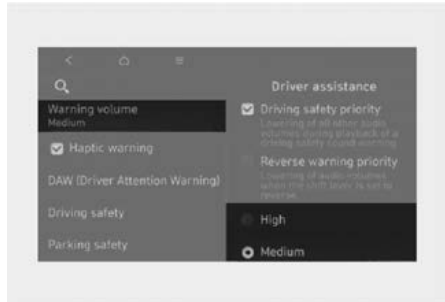 Warning volume
Medium
Haptic warning
DAW (Driver Attention Warning)
Driving safety
Parking safety
Driver assistance
Driving safety priority
Lowering of all other audio
volumes during playback of a
driving safety sound warning
Reverse warning priority
Lowering of audio volumes
when the shift lever is set to
reverse
High
Medium